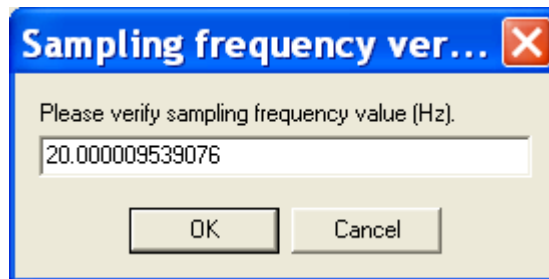 Sampling frequency ver...
Please verify sampling frequency value (Hz).
20.000009539076
OK
Cancel